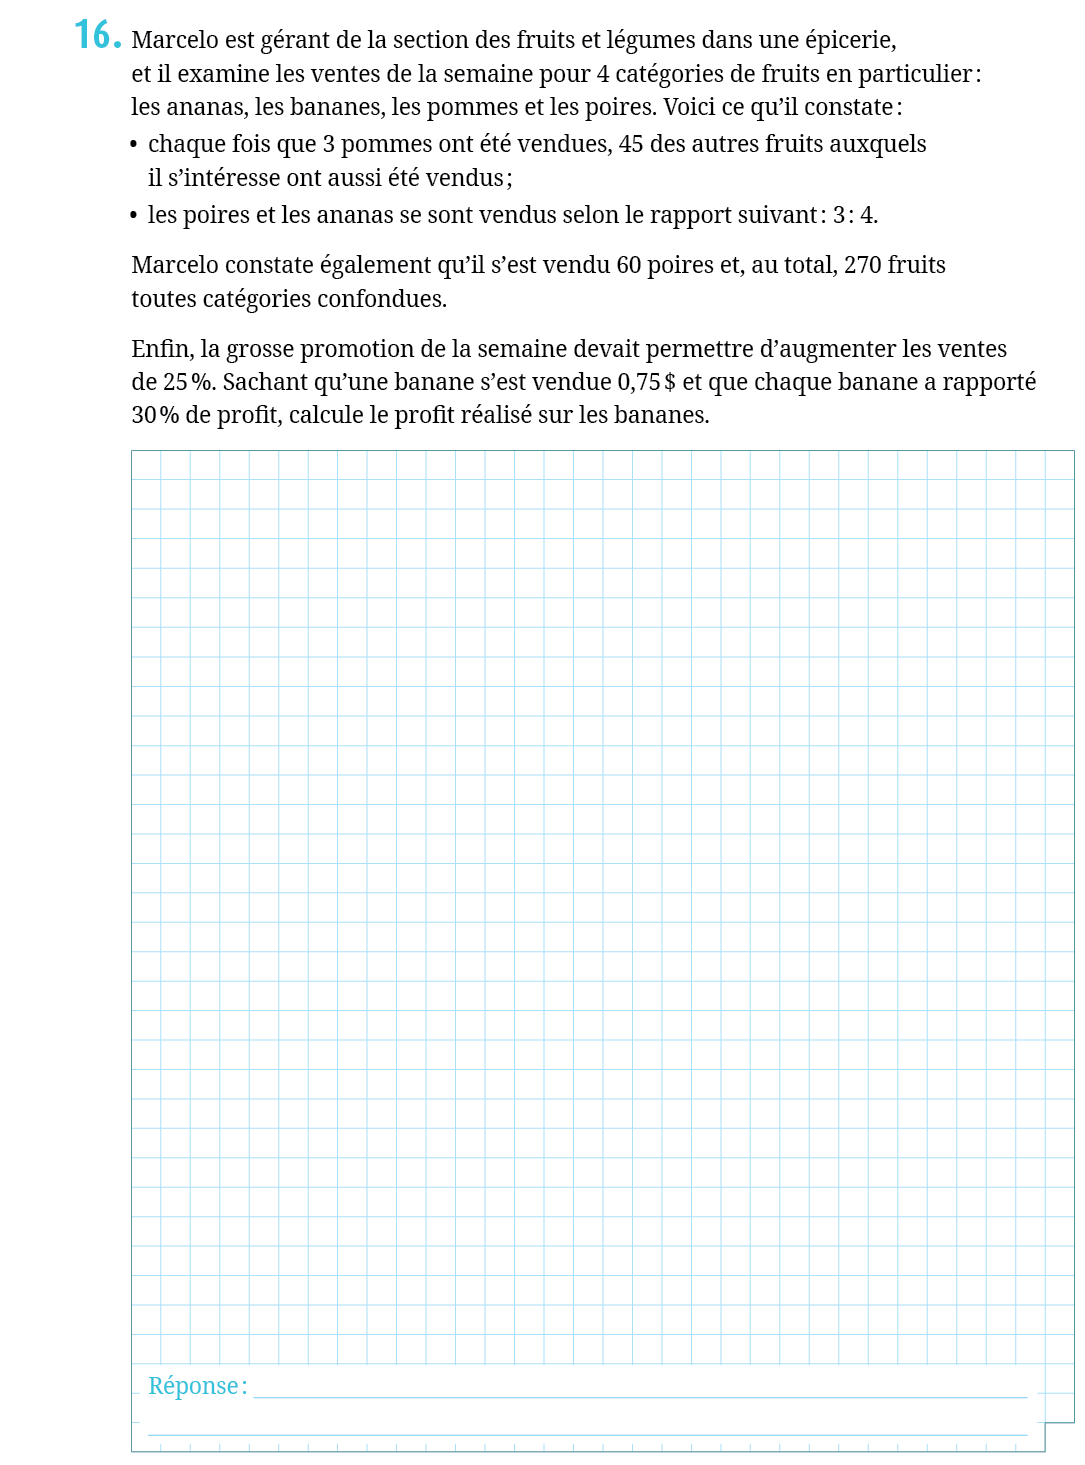 16. Marcelo est gérant de la section des fruits et légumes dans une épicerie,
et il examine les ventes de la semaine pour 4 catégories de fruits en particulier :
les ananas, les bananes, les pommes et les poires. Voici ce qu’il constate :
• chaque fois que 3 pommes ont été vendues, 45 des autres fruits auxquels
il s’intéresse ont aussi été vendus ;
• les poires et les ananas se sont vendus selon le rapport suivant : 3 : 4.
Marcelo constate également qu’il s’est vendu 60 poires et, au total, 270 fruits
toutes catégories confondues.
Enfin, la grosse promotion de la semaine devait permettre d’augmenter les ventes
de 25 %. Sachant qu’une banane s’est vendue 0,75 $ et que chaque banane a rapporté
30 % de profit, calcule le profit réalisé sur les bananes.
Réponse :